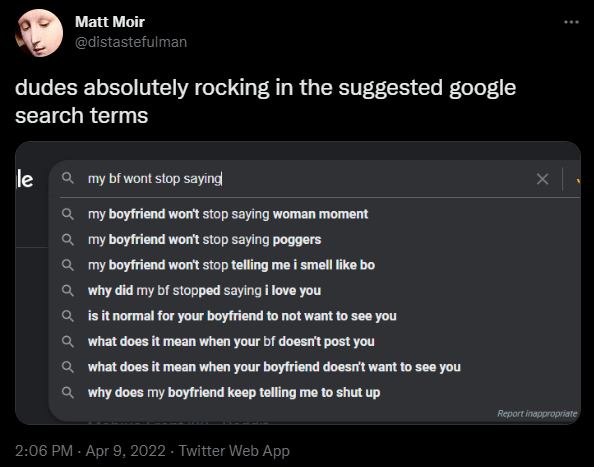 Matt Moir
@distastefulman
dudes absolutely rocking in the suggested google
search terms
le
my bf wont stop saying
my boyfriend won't stop saying woman moment
my boyfriend won't stop saying poggers
my boyfriend won't stop telling me i smell like bo
why did my bf stopped saying i love you
is it normal for your boyfriend to not want to see you
what does it mean when your bf doesn't post you
what does it mean when your boyfriend doesn't want to see you
why does my boyfriend keep telling me to shut up
Report inappropriate
2:06 PM · Apr 9, 2022 · Twitter Web App